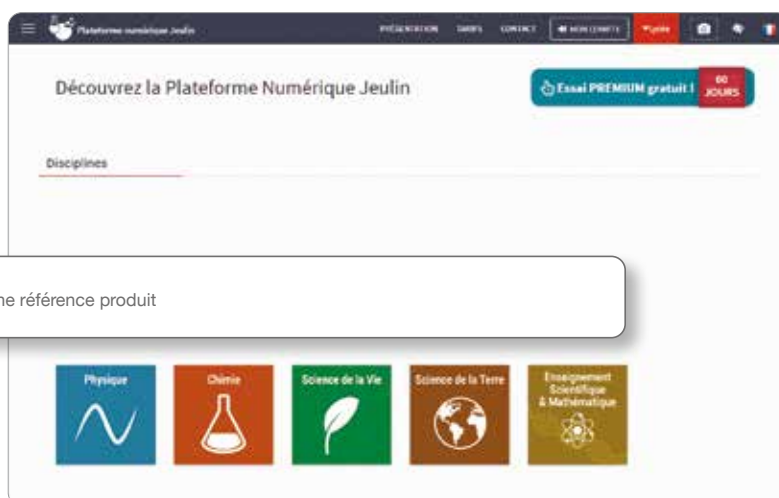 Plateforme numérique Jeulin
PRÉSENTATION TARIFS CONTACT MON COMPTE Lycée
Découvrez la Plateforme Numérique Jeulin
Essai PREMIUM gratuit ! 60 JOURS
Disciplines
ne référence produit
Physique
Chimie
Science de la Vie
Science de la Terre
Enseignement
Scientifique
& Mathématique